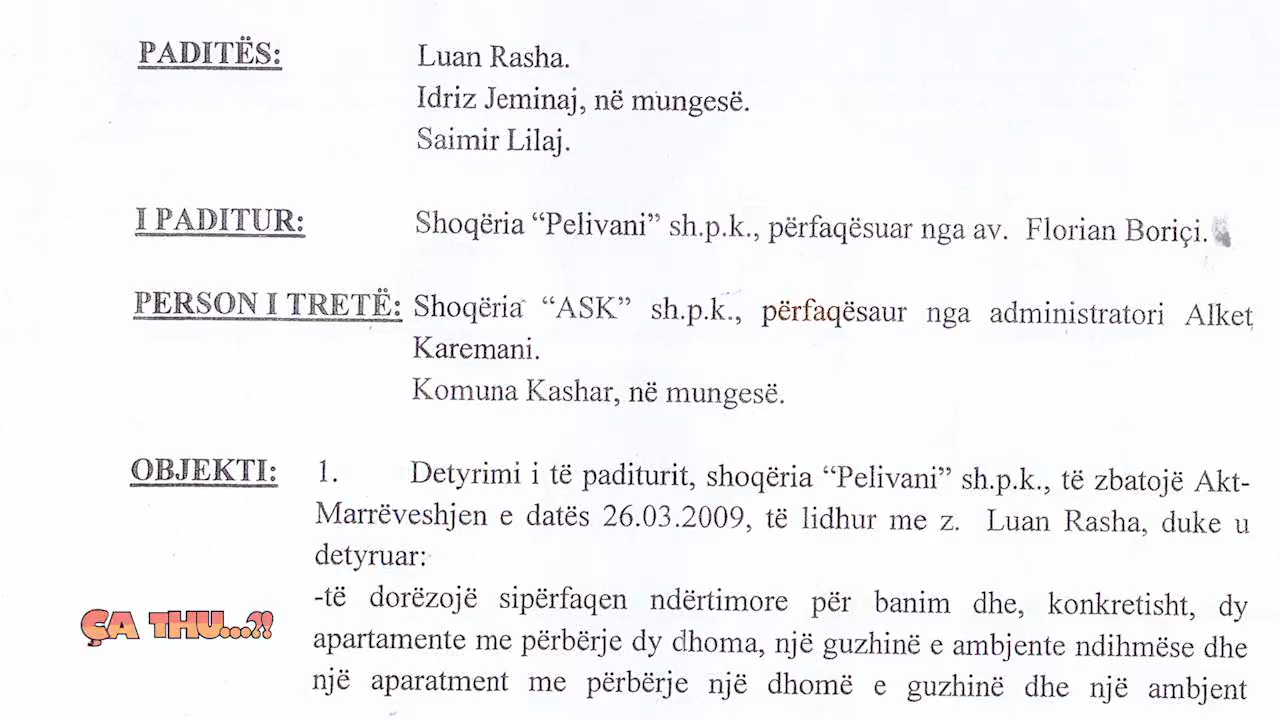 PADITËS: Luan Rasha.
Idriz Jeminaj, në mungesë.
Saimir Lilaj.
I PADITUR: Shoqëria “Pelivani” sh.p.k., përfaqësuar nga av. Florian Boriçi.
PERSON I TRETË: Shoqëria “ASK” sh.p.k., përfaqësaur nga administratori Alket
Karemani.
Komuna Kashar, në mungesë.
OBJEKTI: 1. Detyrimi i të paditurit, shoqëria “Pelivani” sh.p.k., të zbatojë Akt-
Marrëveshjen e datës 26.03.2009, të lidhur me z. Luan Rasha, duke u
detyruar:
-të dorëzojë sipërfaqen ndërtimore për banim dhe, konkretisht, dy
apartamente me përbërje dy dhoma, një guzhinë e ambjente ndihmëse dhe
një aparatment me përbërje një dhomë e guzhinë dhe një ambjent
ÇA THU...?!